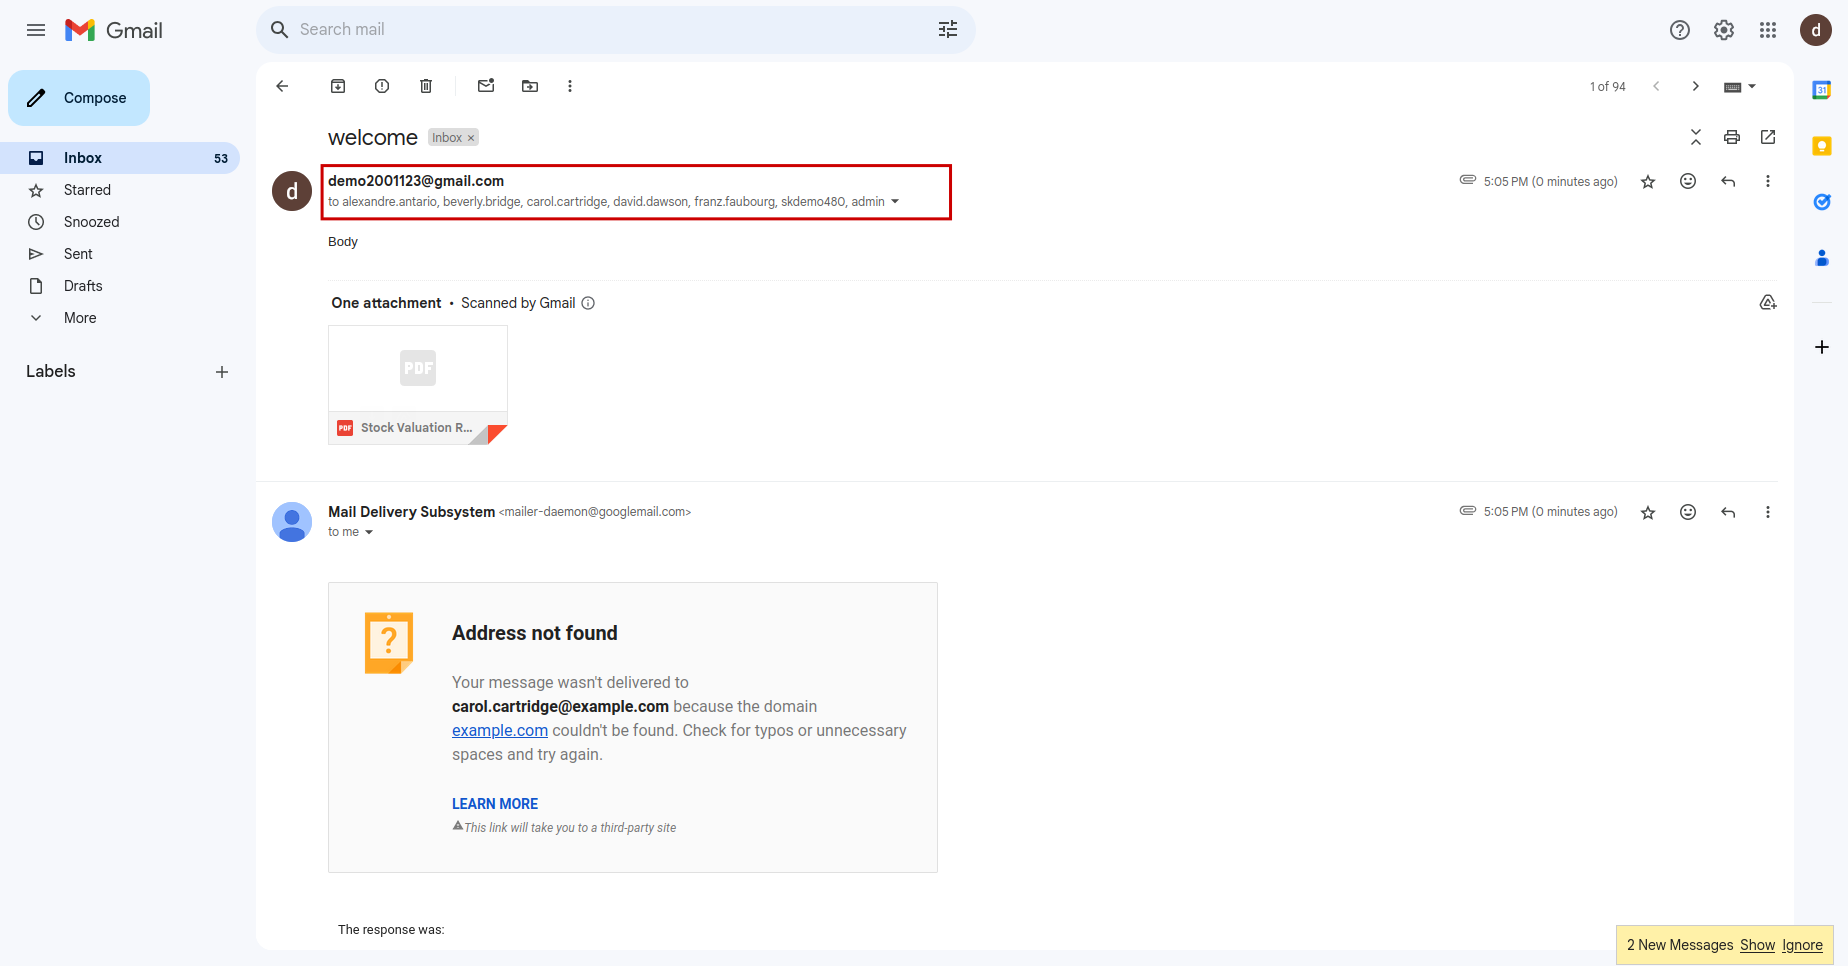 Gmail
Search mail
d
Compose
1 of 94
31
welcome
Inbox ×
Inbox 53
Starred
Snoozed
Sent
Drafts
More
Labels
d
demo2001123@gmail.com
5:05 PM (0 minutes ago)
to alexandre.antario, beverly.bridge, carol.cartridge, david.dawson, franz.faubourg, skdemo480, admin
Body
One attachment • Scanned by Gmail
PDF
PDF Stock Valuation R...
Mail Delivery Subsystem <mailer-daemon@googlemail.com>
5:05 PM (0 minutes ago)
to me
?
Address not found
Your message wasn't delivered to
carol.cartridge@example.com because the domain
example.com couldn't be found. Check for typos or unnecessary
spaces and try again.
LEARN MORE
This link will take you to a third-party site
The response was:
2 New Messages Show Ignore